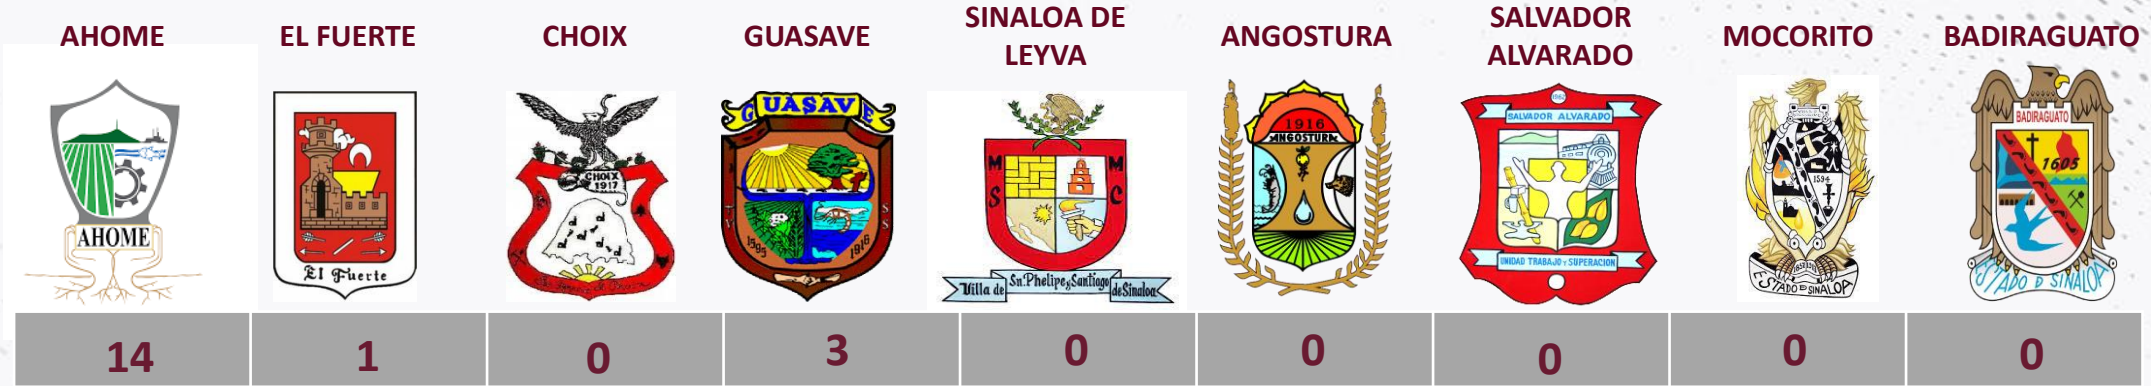 AHOME
EL FUERTE
CHOIX
GUASAVE
SINALOA DE
LEYVA
ANGOSTURA
SALVADOR
ALVARADO
MOCORITO
BADIRAGUATO
AHOME
El Fuerte
CHOIX
1917
GUASAVE
1595
1916
M M
S C
Villa de Sn. Phelipe y Santiago de Sinaloa
1916
ANGOSTURA
1962
SALVADOR ALVARADO
UNIDAD TRABAJO Y SUPERACION
1594
ESTADO DE SINALOA
BADIRAGUATO
1605
ESTADO D SINALOA
14
1
0
3
0
0
0
0
0